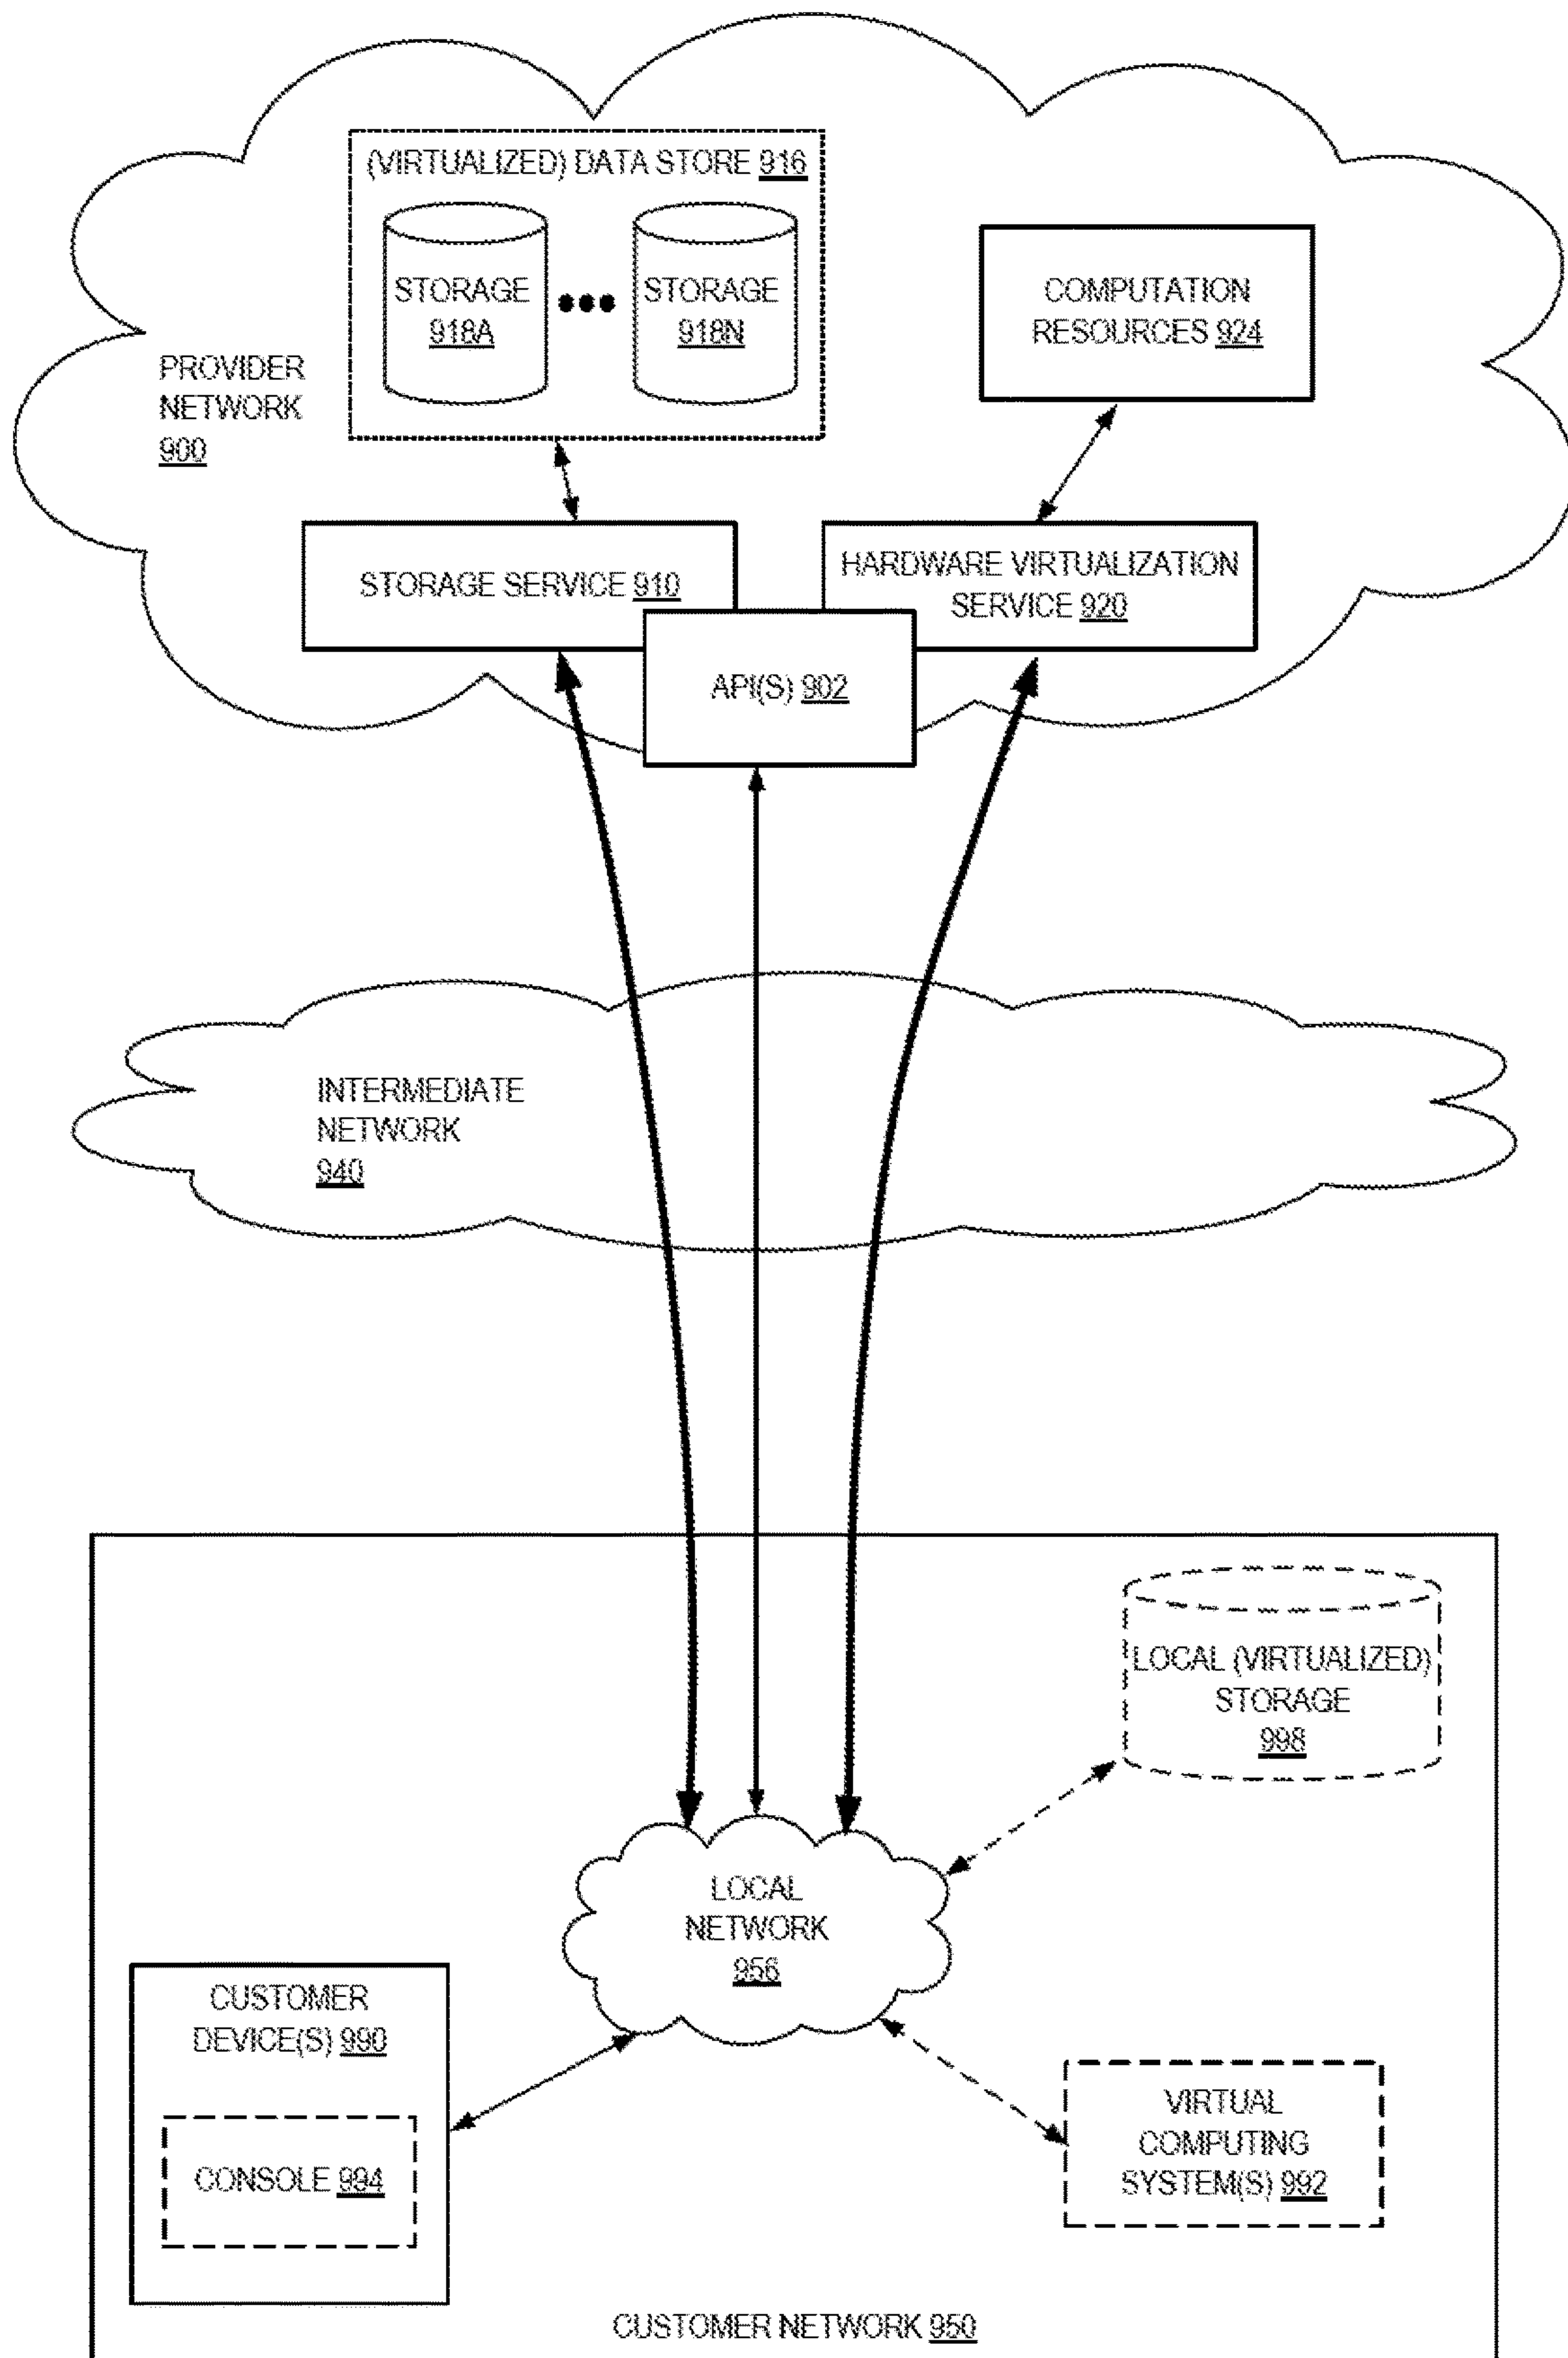 (VIRTUALIZED) DATA STORE 916
STORAGE
918A
STORAGE
918N
COMPUTATION
RESOURCES 924
PROVIDER
NETWORK
900
STORAGE SERVICE 910
HARDWARE VIRTUALIZATION
SERVICE 920
API(S) 902
INTERMEDIATE
NETWORK
940
LOCAL (VIRTUALIZED)
STORAGE
998
LOCAL
NETWORK
956
CUSTOMER
DEVICE(S) 990
CONSOLE 994
VIRTUAL
COMPUTING
SYSTEM(S) 992
CUSTOMER NETWORK 950